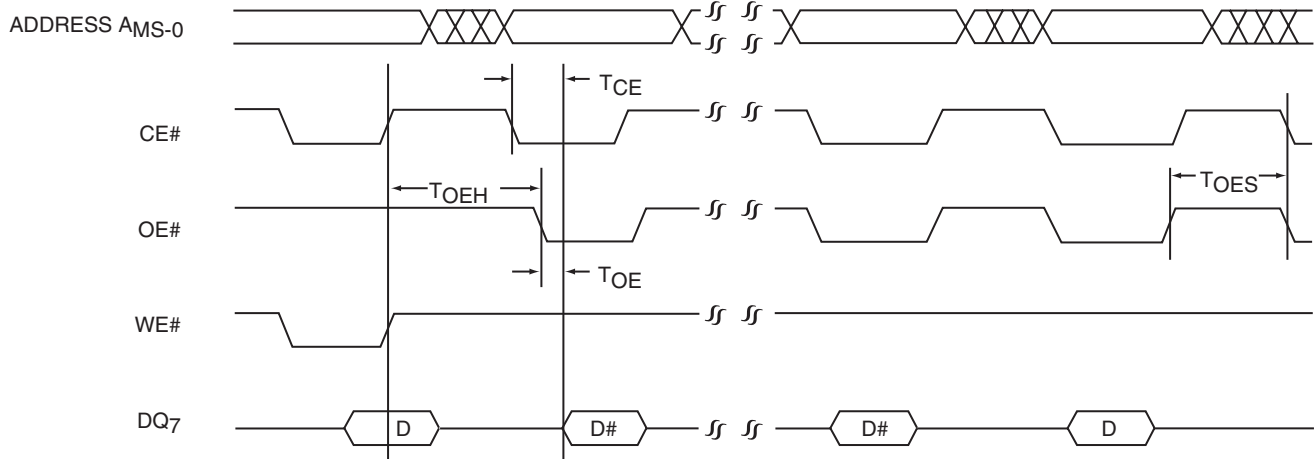 ADDRESS AMS-0
TCE
CE#
TOEH
TOES
OE#
TOE
WE#
DQ7
D
D#
D#
D